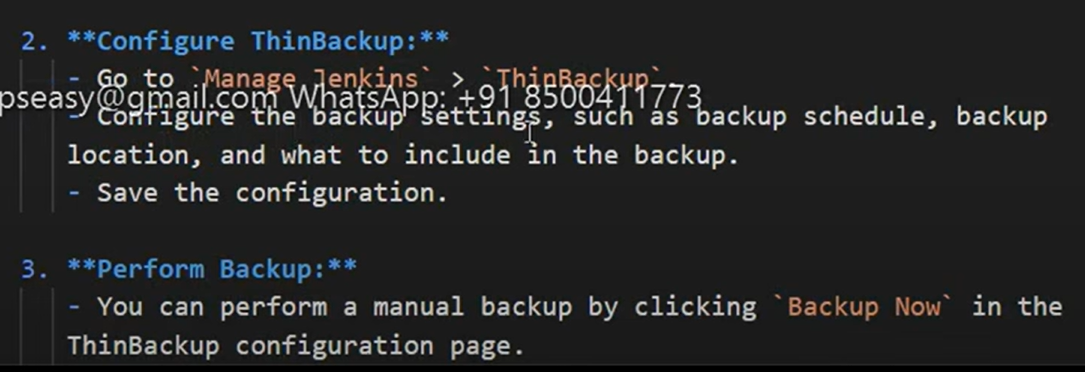 2. **Configure ThinBackup:**
- Go to `Manage Jenkins` > `ThinBackup`.
pseasy@gmail.com WhatsApp: +91 8500411773
- Configure the backup settings, such as backup schedule, backup
location, and what to include in the backup.
- Save the configuration.
3. **Perform Backup:**
- You can perform a manual backup by clicking `Backup Now` in the
ThinBackup configuration page.